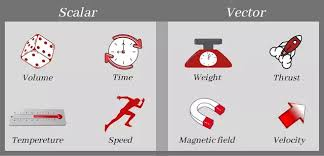 Scalar
Vector
Volume
Time
Weight
Thrust
Tempereture
Speed
Magnetic field
Velocity